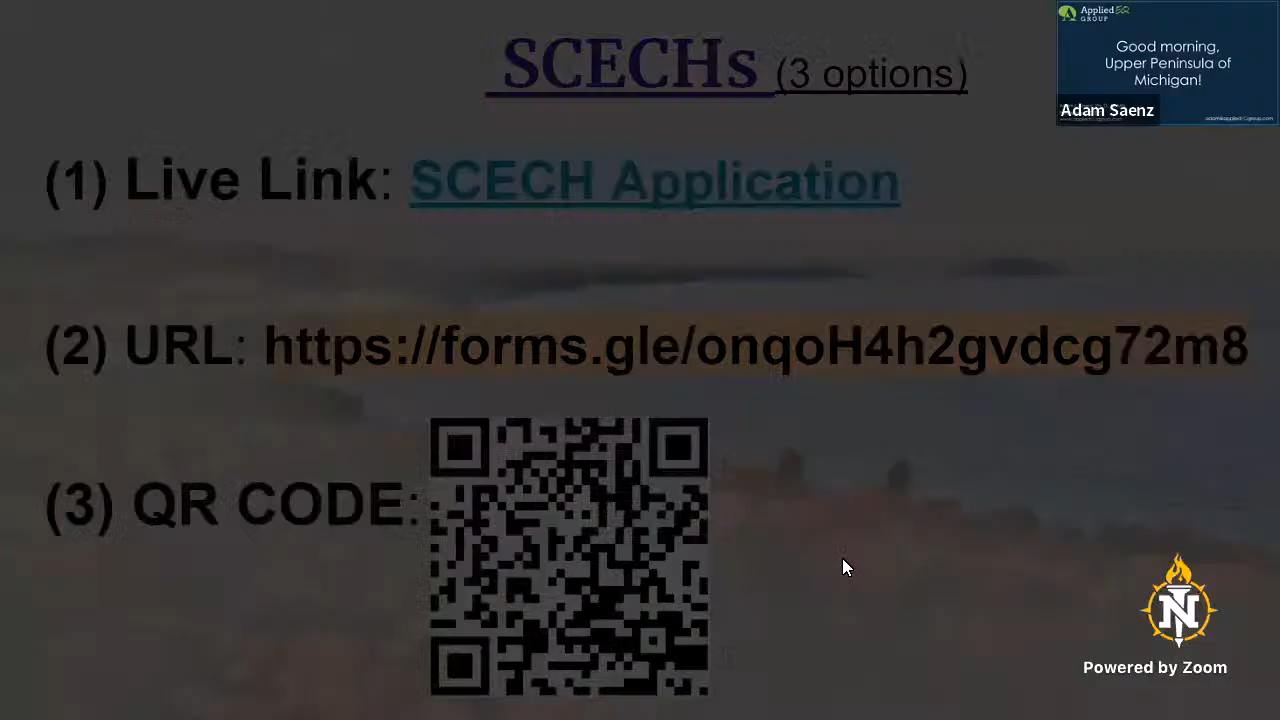 SCECHs (3 options)
Applied EQ
GROUP
Good morning,
Upper Peninsula of
Michigan!
Adam Saenz
(1) Live Link: SCECH Application
(2) URL: https://forms.gle/onqoH4h2gvdcg72m8
(3) QR CODE:
N
Powered by Zoom